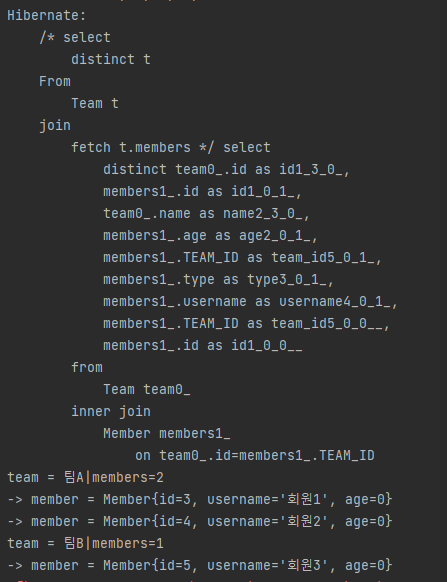 Hibernate:
/* select
distinct t
From
Team t
join
fetch t.members */ select
distinct team0_.id as id1_3_0_,
members1_.id as id1_0_1_,
team0_.name as name2_3_0_,
members1_.age as age2_0_1_,
members1_.TEAM_ID as team_id5_0_1_,
members1_.type as type3_0_1_,
members1_.username as username4_0_1_,
members1_.TEAM_ID as team_id5_0_0__,
members1_.id as id1_0_0__
from
Team team0_
inner join
Member members1_
on team0_.id=members1_.TEAM_ID
team = 팀A|members=2
-> member = Member{id=3, username='회원1', age=0}
-> member = Member{id=4, username='회원2', age=0}
team = 팀B|members=1
-> member = Member{id=5, username='회원3', age=0}